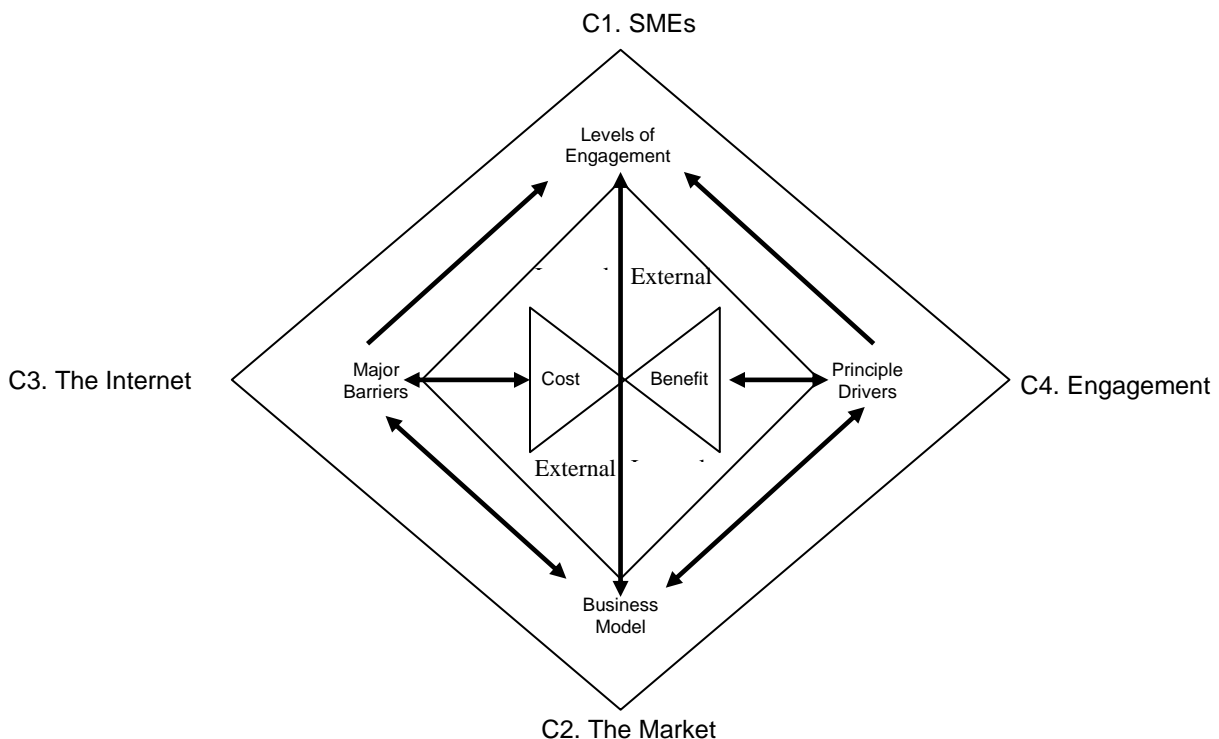 C1. SMEs
Levels of
Engagement
External
C3. The Internet
Major
Barriers
Cost
Benefit
Principle
Drivers
C4. Engagement
External
Business
Model
C2. The Market